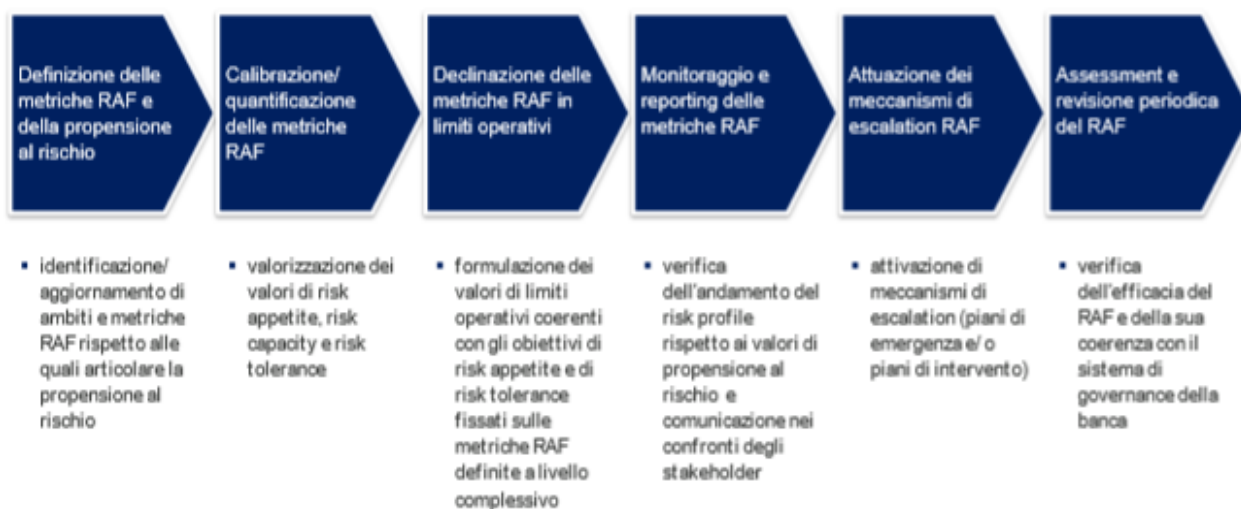 Definizione delle
metriche RAF e
della propensione
al rischio
Calibrazione/
quantificazione
delle metriche
RAF
Declinazione delle
metriche RAF in
limiti operativi
Monitoraggio e
reporting delle
metriche RAF
Attuazione dei
meccanismi di
escalation RAF
Assessment e
revisione periodica
del RAF
▪ identificazione/
aggiornamento di
ambiti e metriche
RAF rispetto alle
quali articolare la
propensione al
rischio
▪ valorizzazione dei
valori di risk
appetite, risk
capacity e risk
tolerance
▪ formulazione dei
valori di limiti
operativi coerenti
con gli obiettivi di
risk appetite e di
risk tolerance
fissati sulle
metriche RAF
definite a livello
complessivo
▪ verifica
dell'andamento del
risk profile
rispetto ai valori di
propensione al
rischio e
comunicazione nei
confronti degli
stakeholder
▪ attivazione di
meccanismi di
escalation (piani di
emergenza e/ o
piani di intervento)
▪ verifica
dell'efficacia del
RAF e della sua
coerenza con il
sistema di
governance della
banca